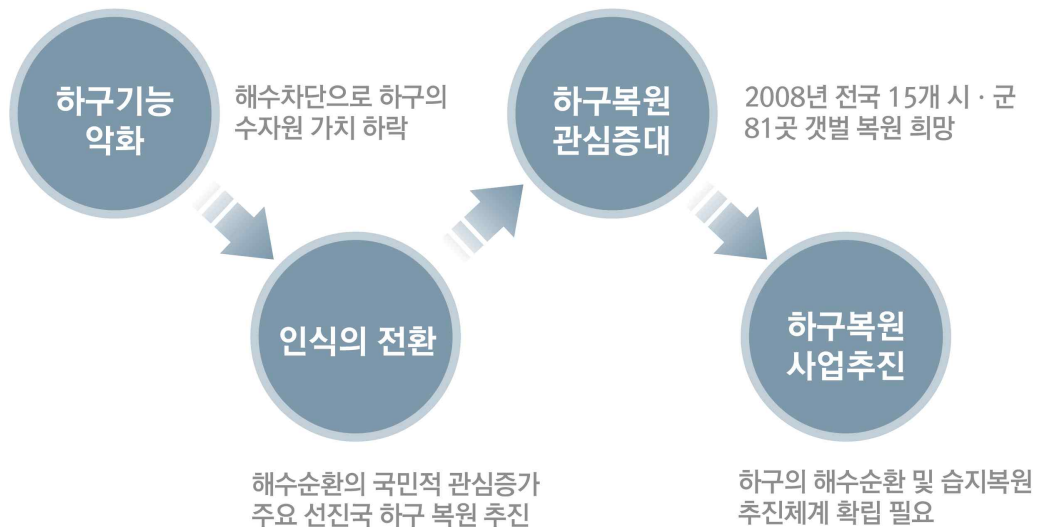 하구기능
악화
해수차단으로 하구의
수자원 가치 하락
인식의 전환
해수순환의 국민적 관심증가
주요 선진국 하구 복원 추진
하구복원
관심증대
2008년 전국 15개 시 · 군
81곳 갯벌 복원 희망
하구복원
사업추진
하구의 해수순환 및 습지복원
추진체계 확립 필요